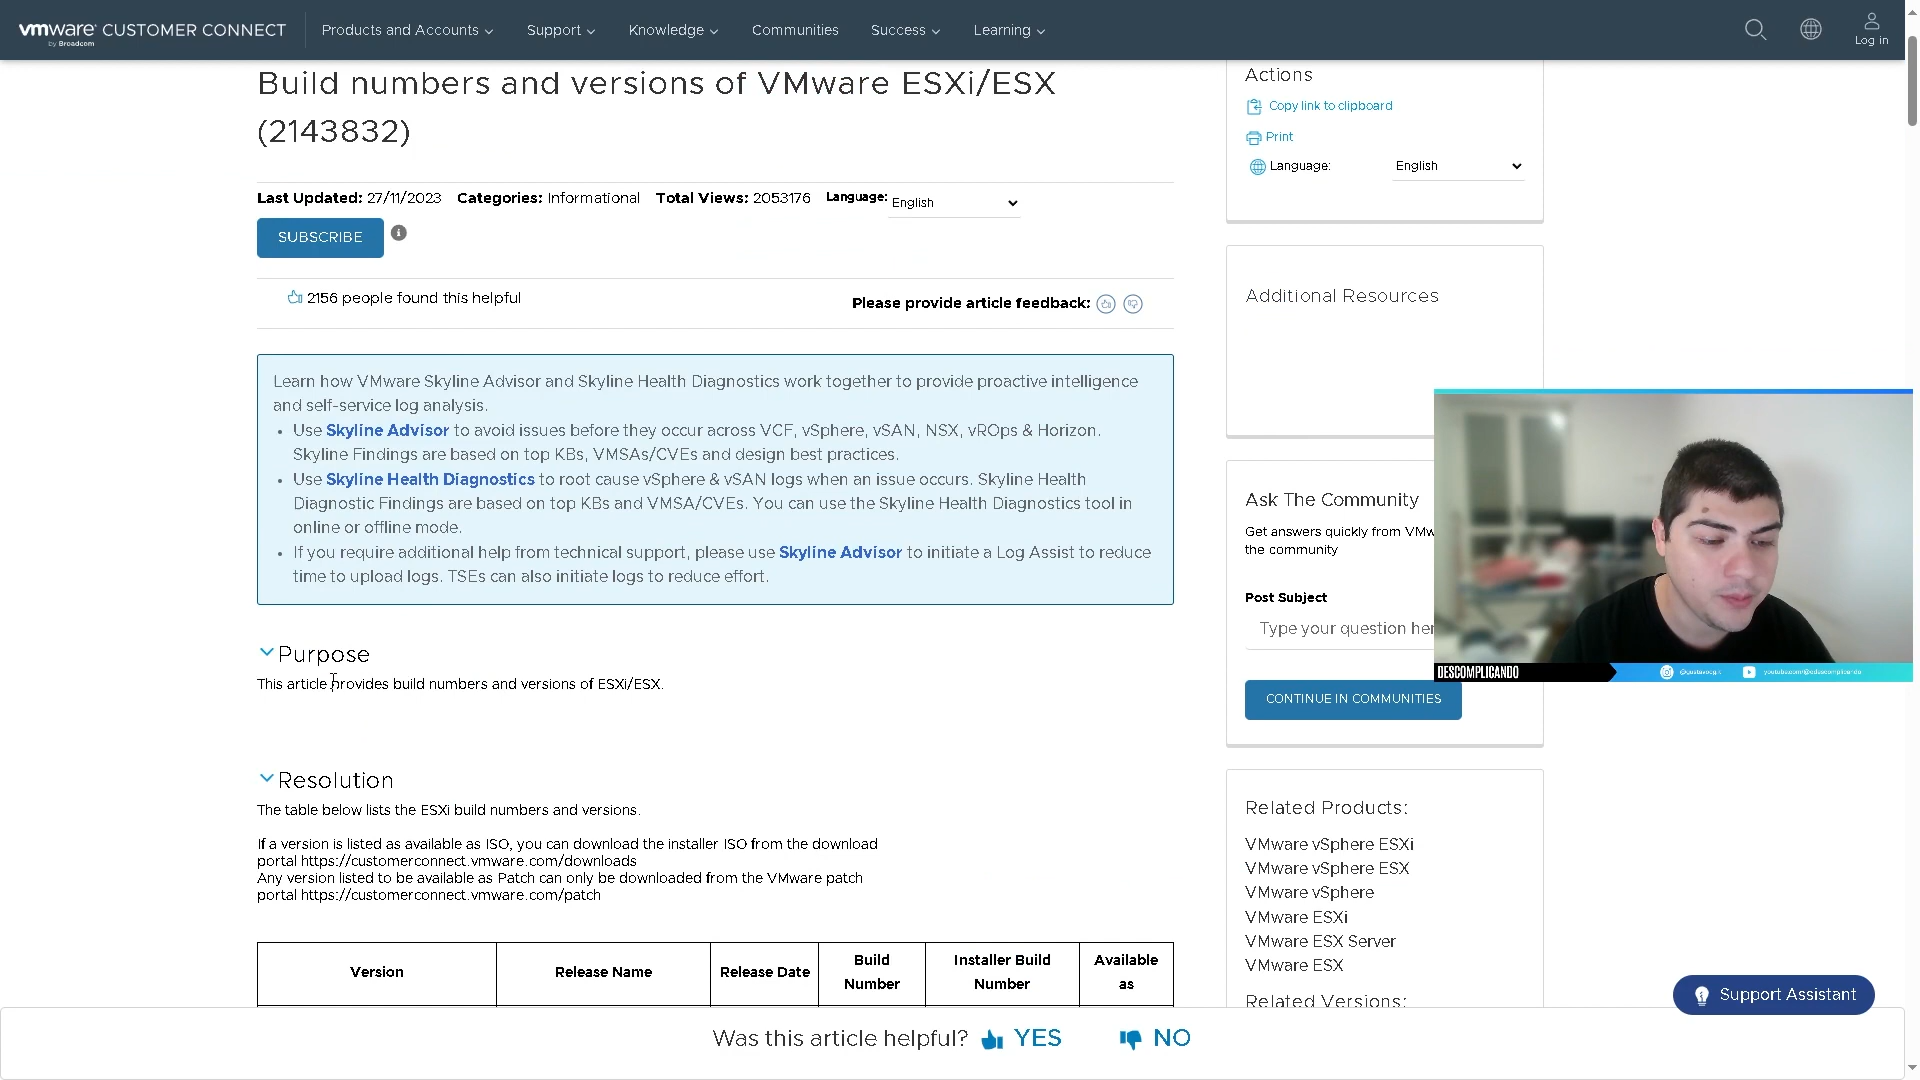 vmware CUSTOMER CONNECT
by Broadcom
Products and Accounts
Support
Knowledge
Communities
Success
Learning
Log in
Build numbers and versions of VMware ESXi/ESX
(2143832)
Last Updated: 27/11/2023 Categories: Informational Total Views: 2053176 Language: English
SUBSCRIBE
2156 people found this helpful
Please provide article feedback:
Learn how VMware Skyline Advisor and Skyline Health Diagnostics work together to provide proactive intelligence
and self-service log analysis.
• Use Skyline Advisor to avoid issues before they occur across VCF, vSphere, vSAN, NSX, vROps & Horizon.
Skyline Findings are based on top KBs, VMSAs/CVEs and design best practices.
• Use Skyline Health Diagnostics to root cause vSphere & vSAN logs when an issue occurs. Skyline Health
Diagnostic Findings are based on top KBs and VMSA/CVEs. You can use the Skyline Health Diagnostics tool in
online or offline mode.
• If you require additional help from technical support, please use Skyline Advisor to initiate a Log Assist to reduce
time to upload logs. TSEs can also initiate logs to reduce effort.
Purpose
This article provides build numbers and versions of ESXi/ESX.
Resolution
The table below lists the ESXi build numbers and versions.
If a version is listed as available as ISO, you can download the installer ISO from the download
portal https://customerconnect.vmware.com/downloads
Any version listed to be available as Patch can only be downloaded from the VMware patch
portal https://customerconnect.vmware.com/patch
Version
Release Name
Release Date
Build
Number
Installer Build
Number
Available
as
Actions
Copy link to clipboard
Print
Language: English
Additional Resources
Ask The Community
Get answers quickly from VMw
the community
Post Subject
Type your question her
CONTINUE IN COMMUNITIES
DESCOMPLICANDO
Related Products:
VMware vSphere ESXi
VMware vSphere ESX
VMware vSphere
VMware ESXi
VMware ESX Server
VMware ESX
Related Versions:
Support Assistant
Was this article helpful? YES NO